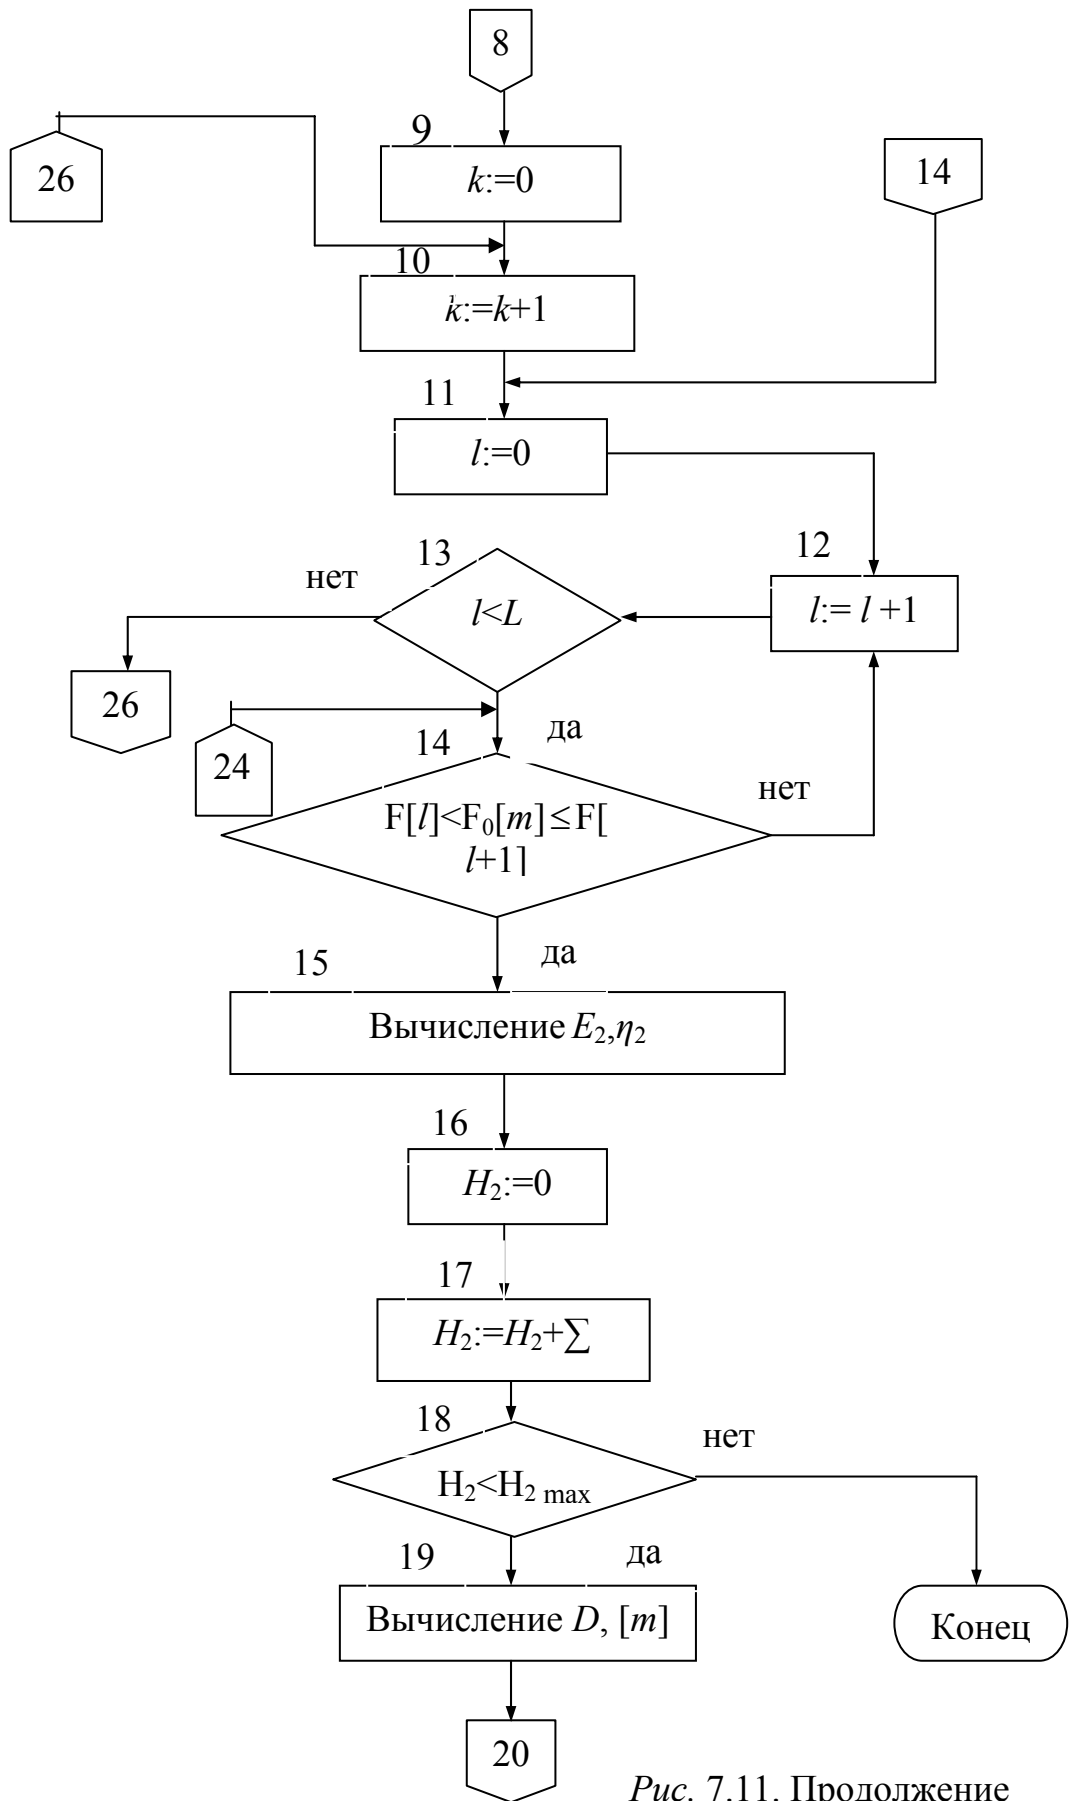 8
9
26
k:=0
14
10
k:=k+1
11
l:=0
13
12
нет
l<L
l:= l +1
26
да
24
14
нет
F[l]<F₀[m]≤F[
l+1]
15
да
Вычисление E₂,η₂
16
H₂:=0
17
H₂:=H₂+∑
18
нет
H₂<H₂ max
19
да
Вычисление D, [m]
Конец
20
Рис. 7.11. Продолжение